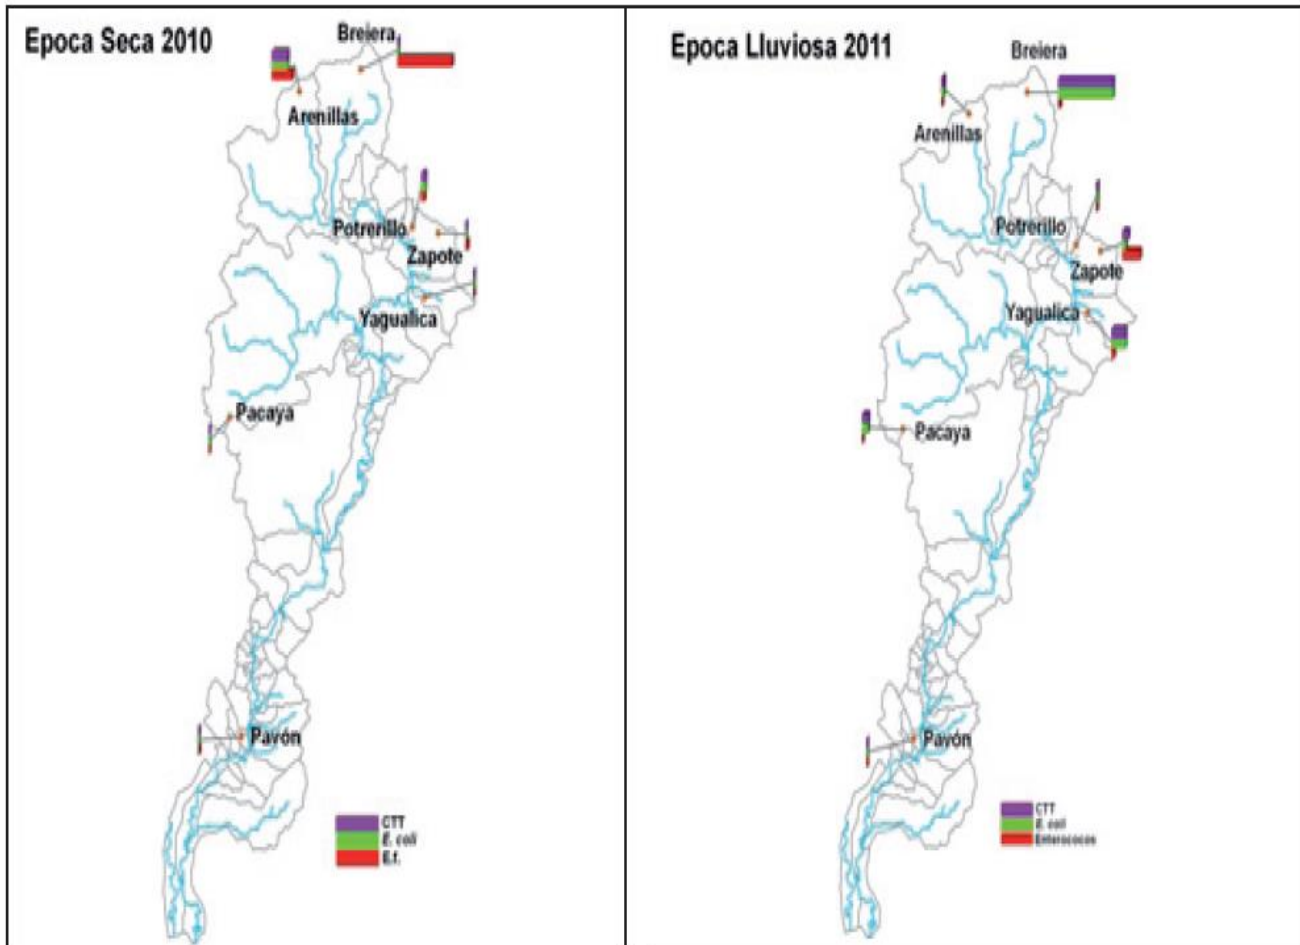 Epoca Seca 2010
Breiera
Arenillas
Potrerillo
Zapote
Yagualica
Pacaya
Pavón
CTT
E. coli
E.f.
Epoca Lluviosa 2011
Breiera
Arenillas
Potrerillo
Zapote
Yagualica
Pacaya
Pavón
CTT
E. coli
Enterococos